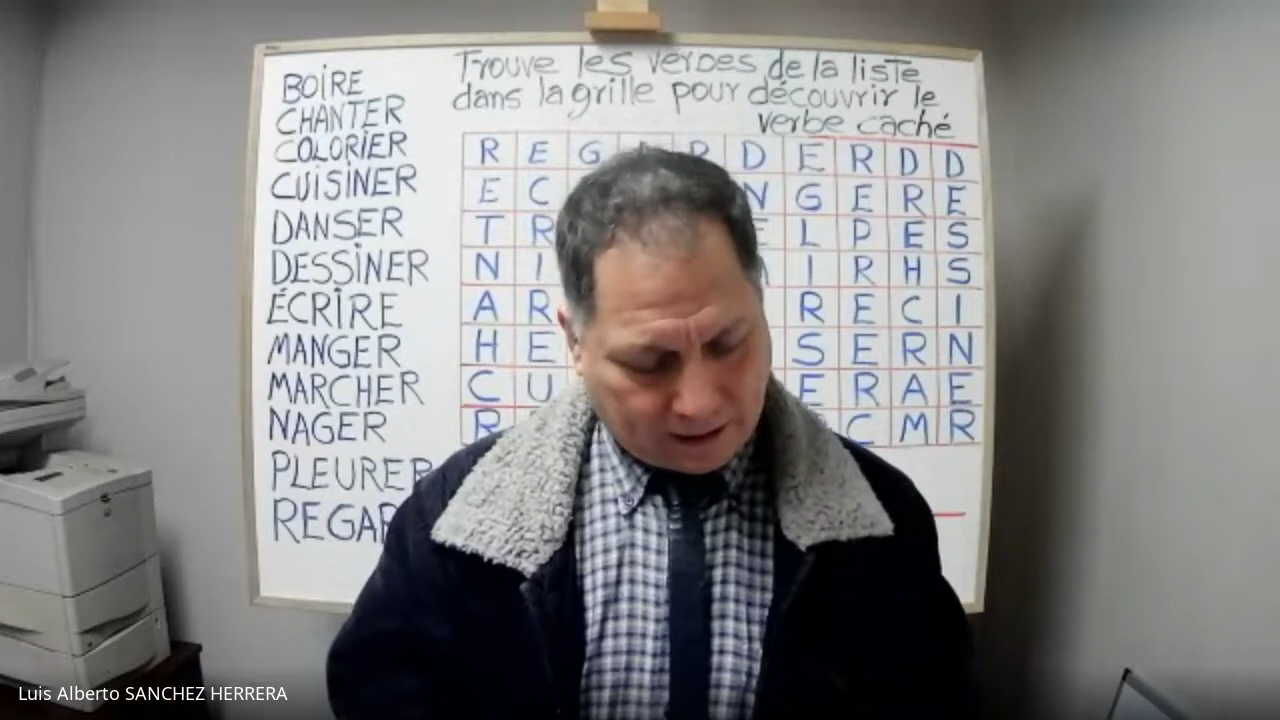 Trouve les verbes de la liste
dans la grille pour découvrir le
verbe caché
BOIRE
CHANTER
COLORIER
CUISINER
DANSER
DESSINER
ÉCRIRE
MANGER
MARCHER
NAGER
PLEURER
R E G R D E R D D
E C N G E R E
T R L P E S
N I I R H S
A R R E C I
H E S E R N
C U E R A E
R C M R
Luis Alberto SANCHEZ HERRERA